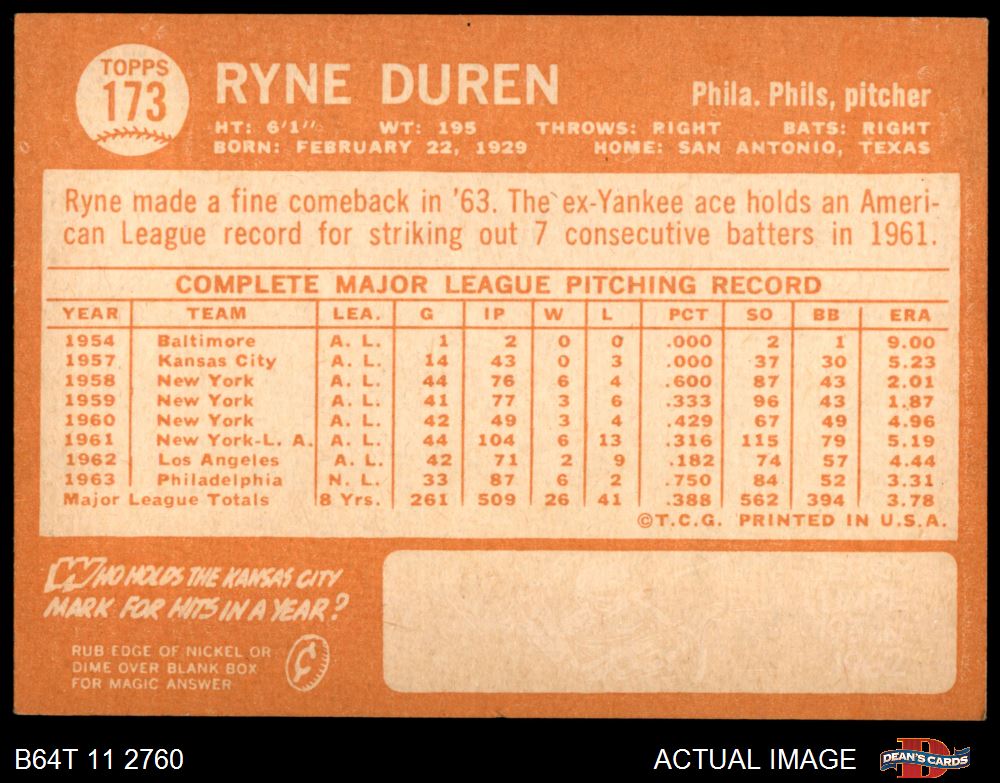 TOPPS
173
RYNE DUREN
Phila. Phils, pitcher
HT: 6'1" WT: 195 THROWS: RIGHT BATS: RIGHT
BORN: FEBRUARY 22, 1929 HOME: SAN ANTONIO, TEXAS
Ryne made a fine comeback in '63. The ex-Yankee ace holds an Ameri-
can League record for striking out 7 consecutive batters in 1961.
COMPLETE MAJOR LEAGUE PITCHING RECORD
YEAR TEAM LEA. G IP W L PCT SO BB ERA
1954 Baltimore A. L. 1 2 0 0 .000 2 1 9.00
1957 Kansas City A. L. 14 43 0 3 .000 37 30 5.23
1958 New York A. L. 44 76 6 4 .600 87 43 2.01
1959 New York A. L. 41 77 3 6 .333 96 43 1.87
1960 New York A. L. 42 49 3 4 .429 67 49 4.96
1961 New York-L. A. A. L. 44 104 6 13 .316 115 79 5.19
1962 Los Angeles A. L. 42 71 2 9 .182 74 57 4.44
1963 Philadelphia N. L. 33 87 6 2 .750 84 52 3.31
Major League Totals 8 Yrs. 261 509 26 41 .388 562 394 3.78
©T.C.G. PRINTED IN U.S.A.
WHO HOLDS THE KANSAS CITY
MARK FOR HITS IN A YEAR?
RUB EDGE OF NICKEL OR
DIME OVER BLANK BOX
FOR MAGIC ANSWER
B64T 11 2760
ACTUAL IMAGE
DEAN'S CARDS